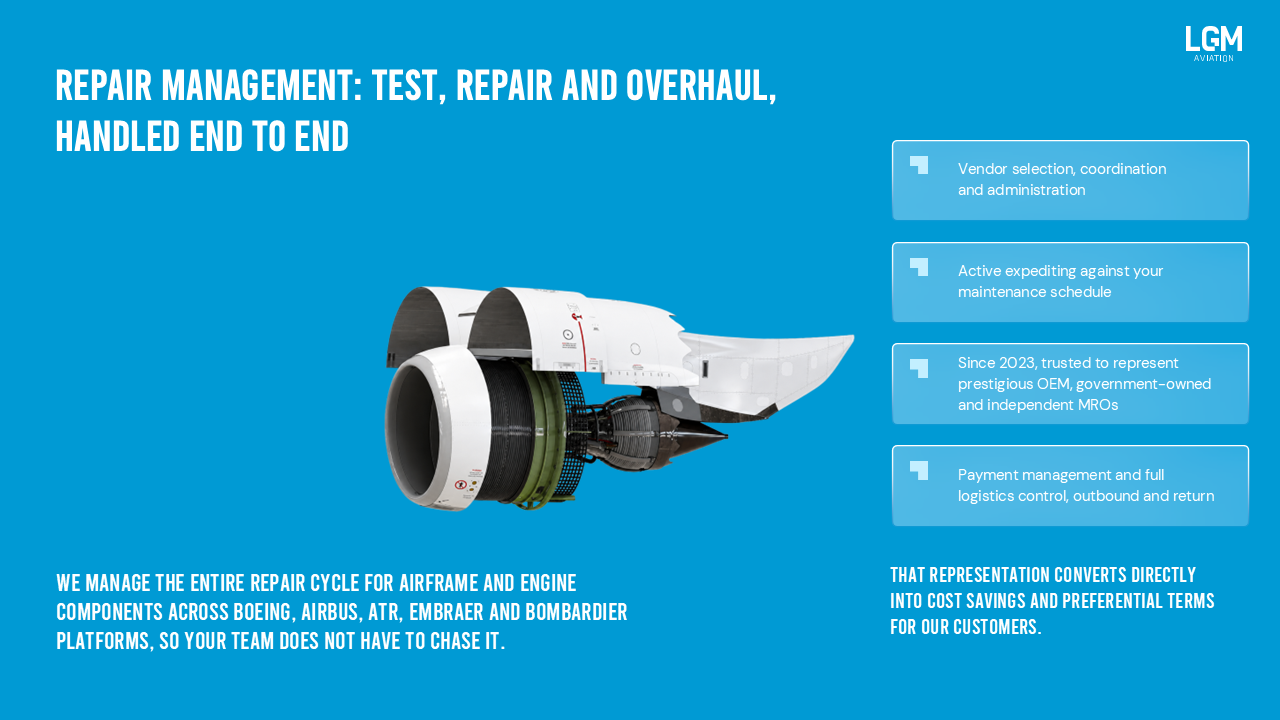 LGM
AVIATION
REPAIR MANAGEMENT: TEST, REPAIR AND OVERHAUL,
HANDLED END TO END
Vendor selection, coordination
and administration
Active expediting against your
maintenance schedule
Since 2023, trusted to represent
prestigious OEM, government-owned
and independent MROs
Payment management and full
logistics control, outbound and return
WE MANAGE THE ENTIRE REPAIR CYCLE FOR AIRFRAME AND ENGINE
COMPONENTS ACROSS BOEING, AIRBUS, ATR, EMBRAER AND BOMBARDIER
PLATFORMS, SO YOUR TEAM DOES NOT HAVE TO CHASE IT.
THAT REPRESENTATION CONVERTS DIRECTLY
INTO COST SAVINGS AND PREFERENTIAL TERMS
FOR OUR CUSTOMERS.